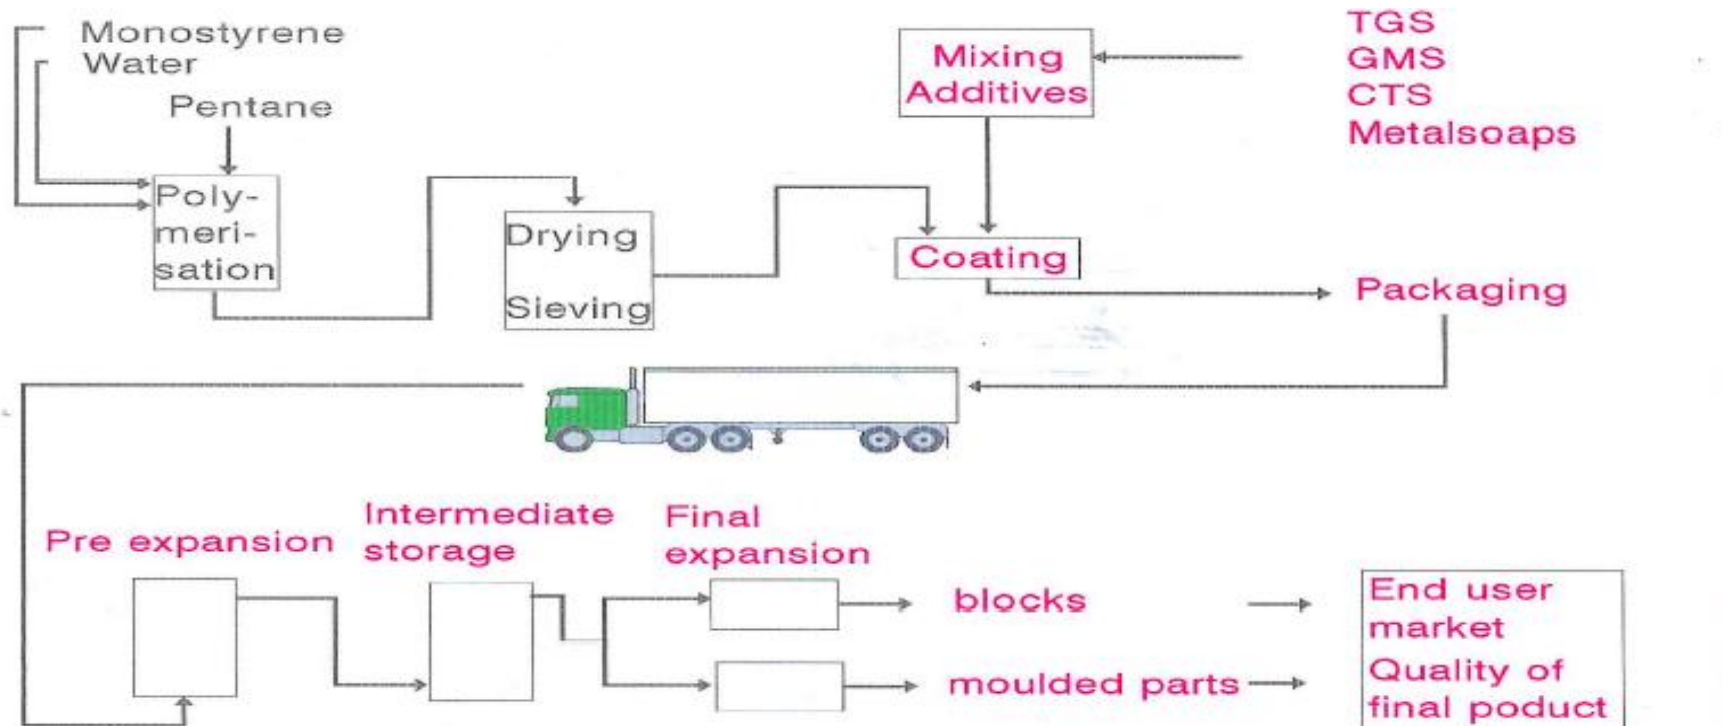 Monostyrene
Water
Pentane
Poly-
meri-
sation
Drying
Sieving
Mixing
Additives
TGS
GMS
CTS
Metalsoaps
Coating
Packaging
Pre expansion
Intermediate
storage
Final
expansion
blocks
moulded parts
End user
market
Quality of
final poduct